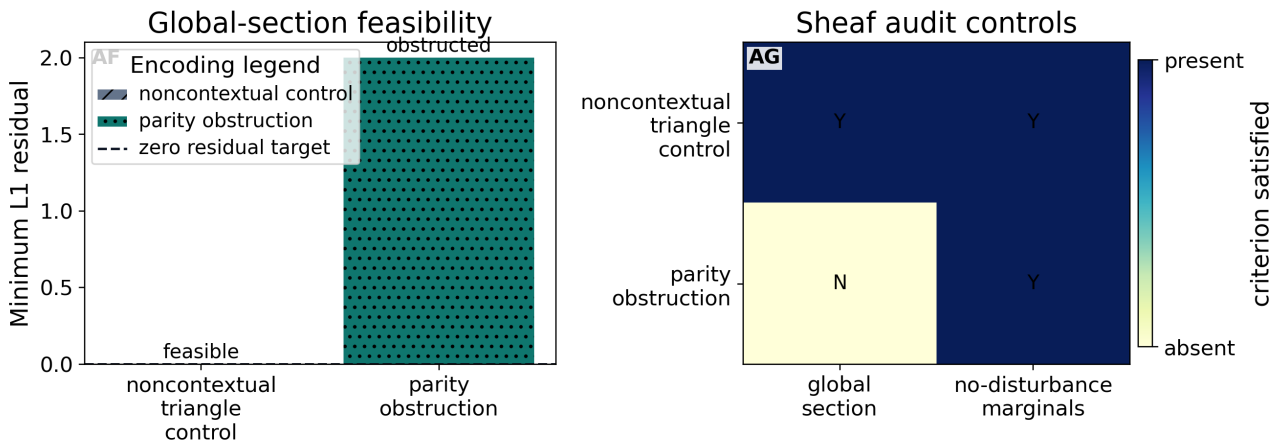 Global-section feasibility
AF
obstructed
Encoding legend
noncontextual control
parity obstruction
zero residual target
Minimum L1 residual
2.0
1.5
1.0
0.5
0.0
feasible
noncontextual
triangle
control
parity
obstruction
Sheaf audit controls
AG
noncontextual
triangle
control
parity
obstruction
Y
Y
N
Y
global
section
no-disturbance
marginals
present
absent
criterion satisfied